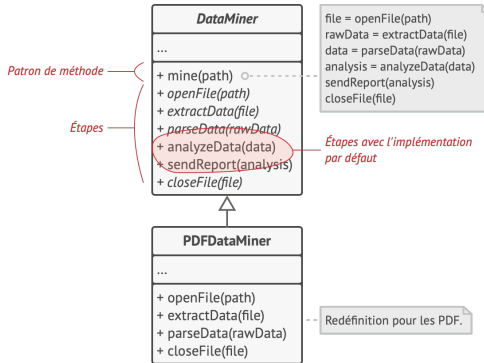 DataMiner
...
+ mine(path)
+ openFile(path)
+ extractData(file)
+ parseData(rawData)
+ analyzeData(data)
+ sendReport(analysis)
+ closeFile(file)
file = openFile(path)
rawData = extractData(file)
data = parseData(rawData)
analysis = analyzeData(data)
sendReport(analysis)
closeFile(file)
Patron de méthode
Étapes
Étapes avec l'implémentation
par défaut
PDFDataMiner
...
+ openFile(path)
+ extractData(file)
+ parseData(rawData)
+ closeFile(file)
Redéfinition pour les PDF.